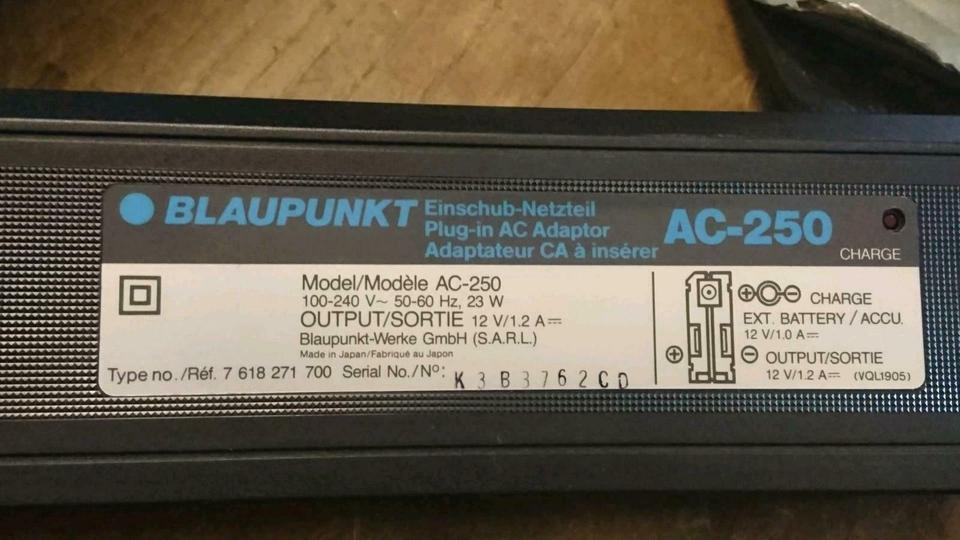 BLAUPUNKT
Einschub-Netzteil
Plug-in AC Adaptor
Adaptateur CA à insérer
AC-250
CHARGE
Model/Modèle AC-250
100-240 V~ 50-60 Hz, 23 W
OUTPUT/SORTIE 12 V/1.2 A⎓
Blaupunkt-Werke GmbH (S.A.R.L.)
Made in Japan/Fabriqué au Japon
Type no./Réf. 7 618 271 700 Serial No./N°: K3B3762CD
CHARGE
EXT. BATTERY/ACCU.
12 V/1.0 A⎓
OUTPUT/SORTIE
12 V/1.2 A⎓ (VQL1905)